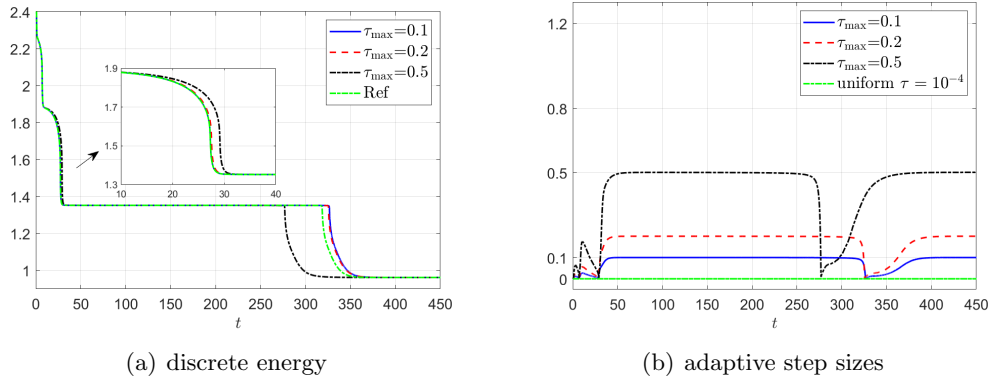 2.4
2.2
2
1.8
1.6
1.4
1.2
1
0 50 100 150 200 250 300 350 400 450
t
τmax=0.1
τmax=0.2
τmax=0.5
Ref
1.9
1.7
1.5
1.3
10 20 30 40
(a) discrete energy
1.2
0.5
0.1
0
0 50 100 150 200 250 300 350 400 450
t
τmax=0.1
τmax=0.2
τmax=0.5
uniform τ = 10⁻⁴
(b) adaptive step sizes